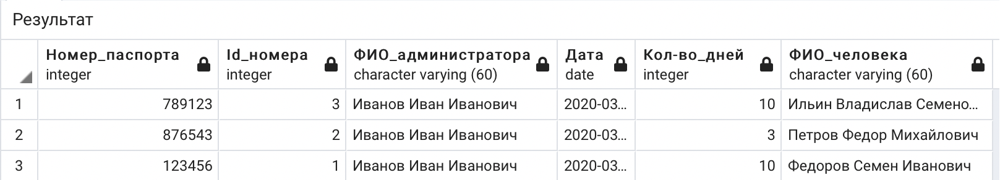 Результат
Номер_паспорта Id_номера ФИО_администратора Дата Кол-во_дней ФИО_человека
integer integer character varying (60) date integer character varying (60)
1 789123 3 Иванов Иван Иванович 2020-03... 10 Ильин Владислав Семено...
2 876543 2 Иванов Иван Иванович 2020-03... 3 Петров Федор Михайлович
3 123456 1 Иванов Иван Иванович 2020-03... 10 Федоров Семен Иванович